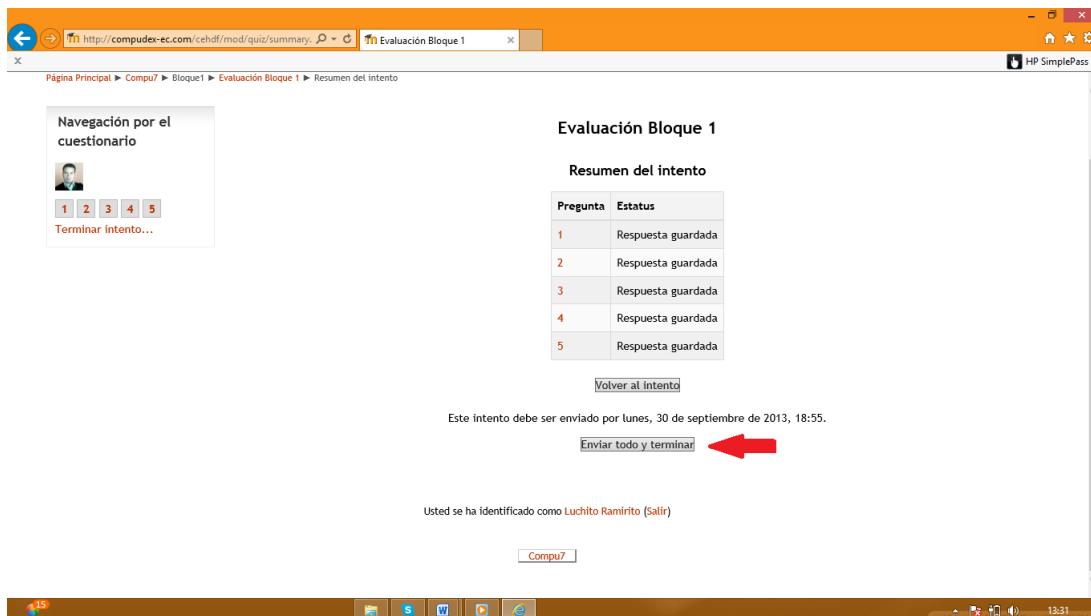 http://compudex-ec.com/cehdf/mod/quiz/summary.
Evaluación Bloque 1
x
HP SimplePass
Página Principal ► Compu7 ► Bloque1 ► Evaluación Bloque 1 ► Resumen del intento
Navegación por el
cuestionario
1 2 3 4 5
Terminar intento...
Evaluación Bloque 1
Resumen del intento
Pregunta Estatus
1 Respuesta guardada
2 Respuesta guardada
3 Respuesta guardada
4 Respuesta guardada
5 Respuesta guardada
Volver al intento
Este intento debe ser enviado por lunes, 30 de septiembre de 2013, 18:55.
Enviar todo y terminar
Usted se ha identificado como Luchito Ramirito (Salir)
Compu7
15
13:31